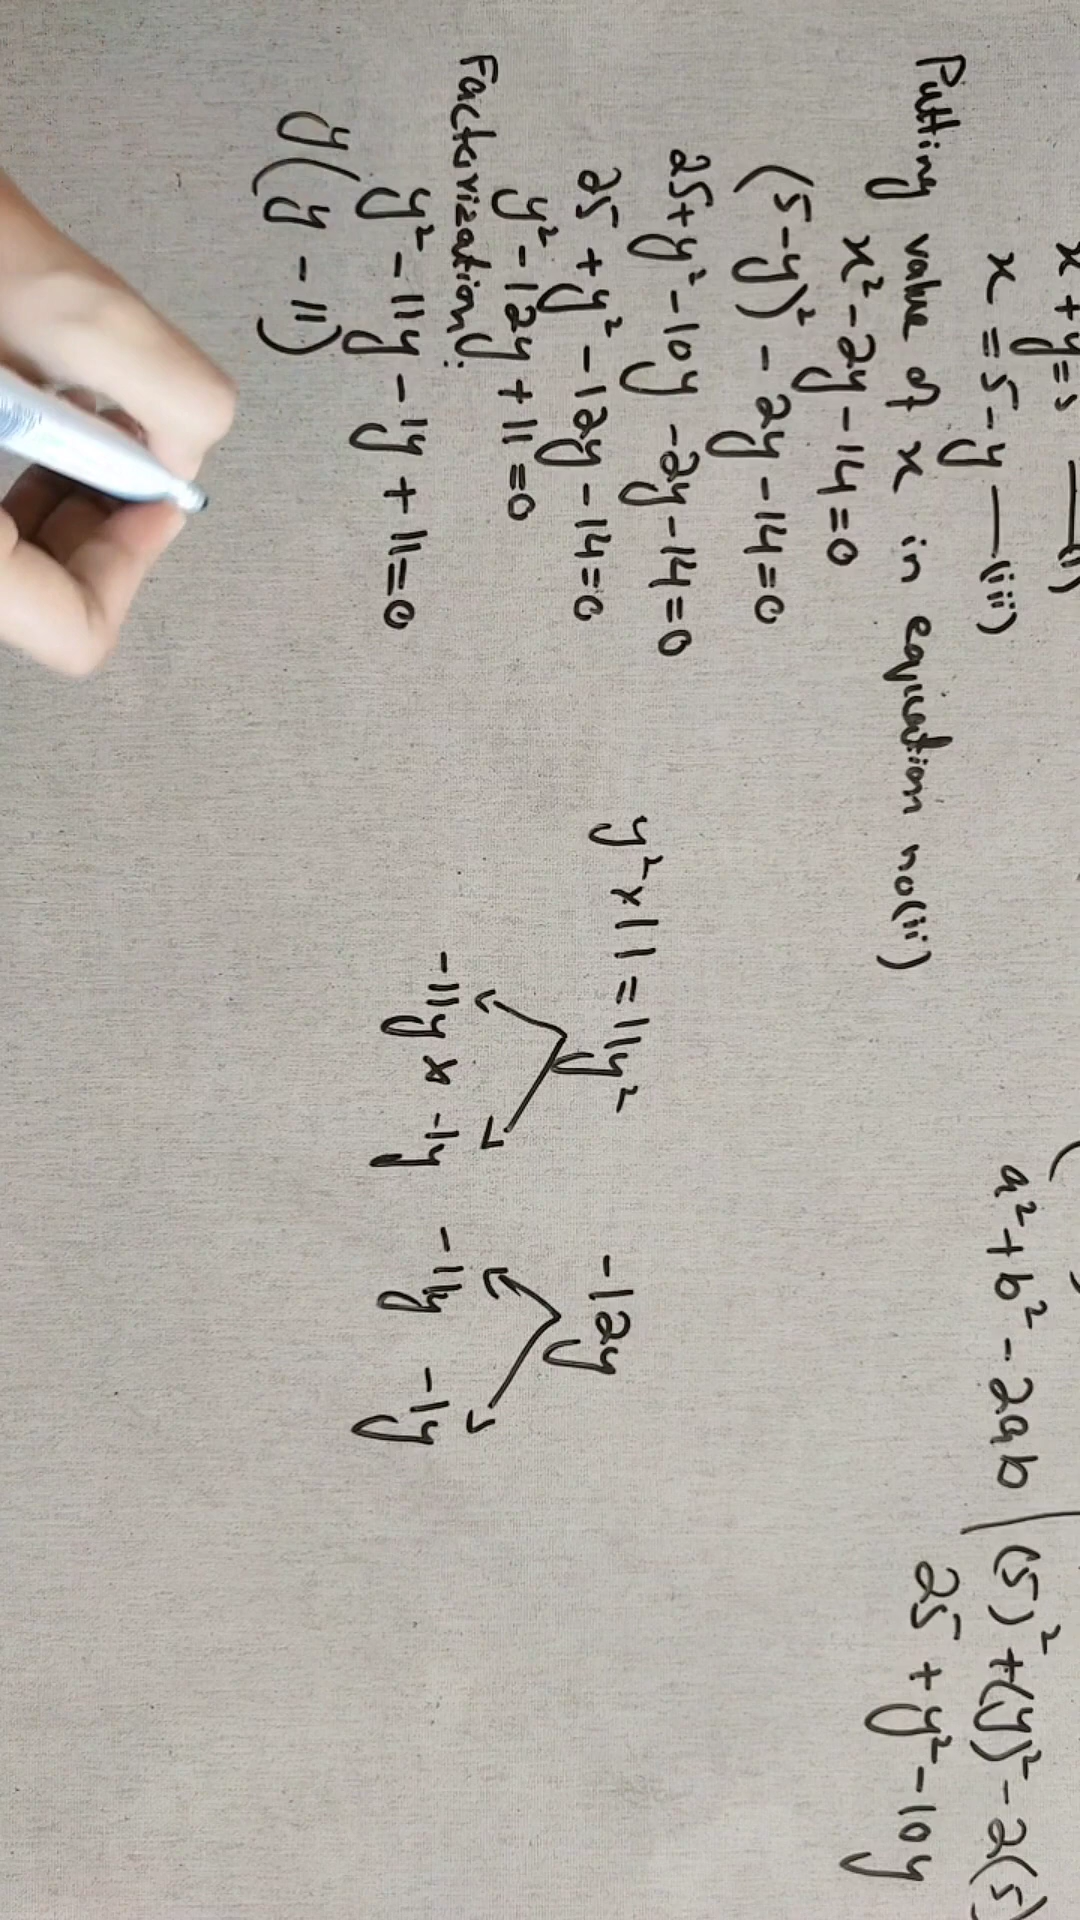 x + y = 5 — (i)
x = 5 - y — (iii)
Putting value of x in equation no(ii)
x² - 2y - 14 = 0
(5 - y)² - 2y - 14 = 0
25 + y² - 10y - 2y - 14 = 0
25 + y² - 12y - 14 = 0
y² - 12y + 11 = 0
Factorization:
y² - 11y - 1y + 11 = 0
y(y - 11)
y² x 11 = 11y²
-11y x -1y
-12y
-11y -1y
a² + b² - 2ab
(5)² + (y)² - 2(5)
25 + y² - 10y